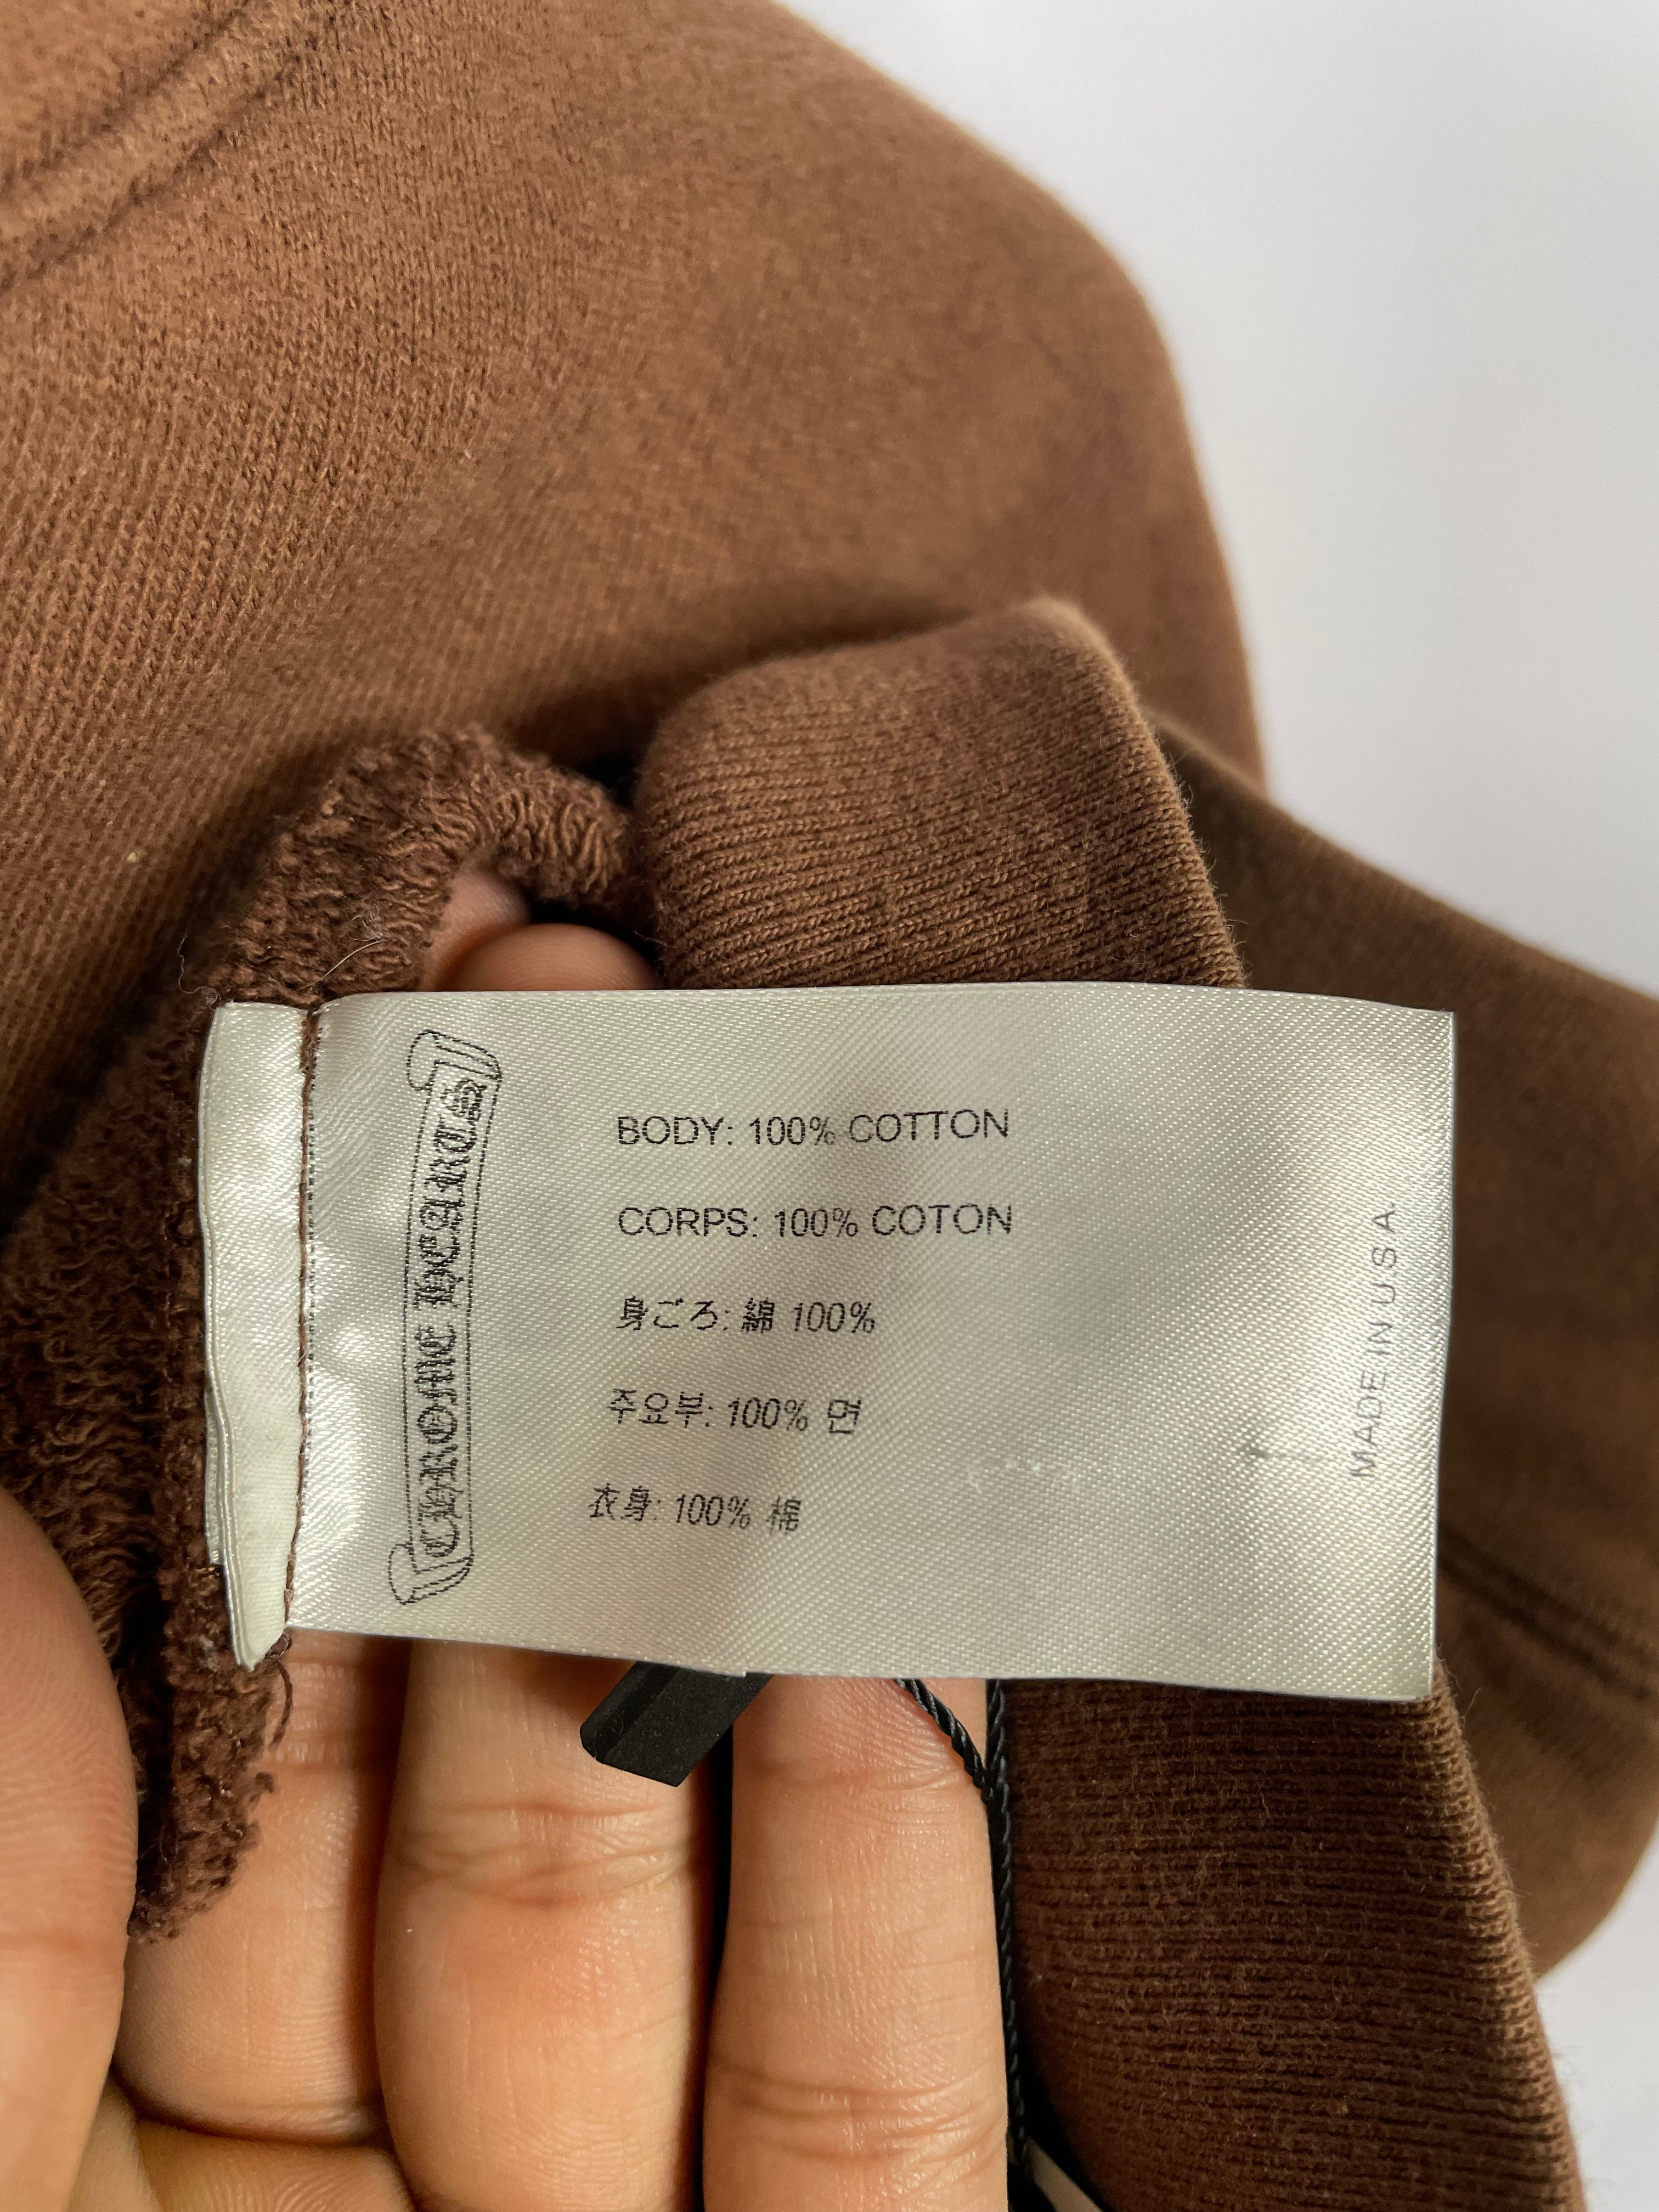 CHROME HEARTS
BODY: 100% COTTON
CORPS: 100% COTON
身ごろ: 綿 100%
주요부: 100% 면
衣身: 100% 棉
MADE IN USA